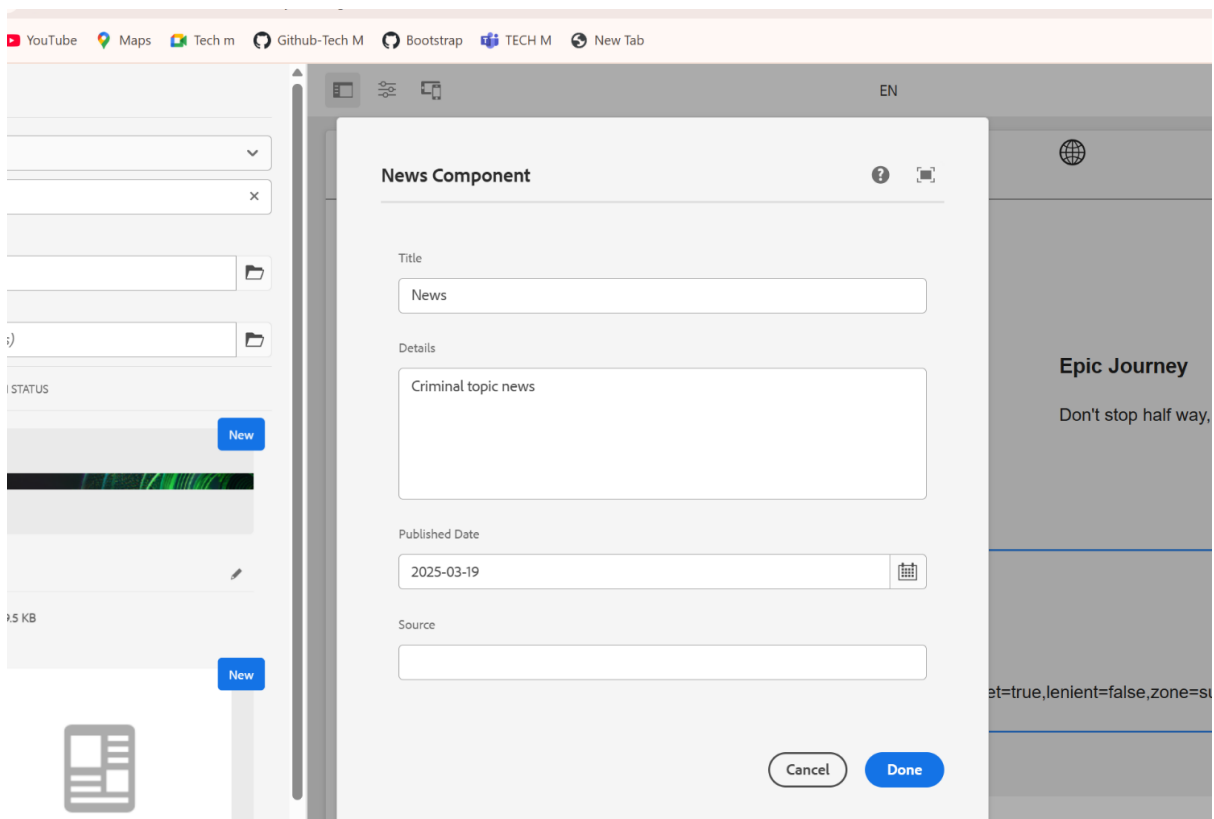 YouTube Maps Tech m Github-Tech M Bootstrap TECH M New Tab
EN
News Component
Title
News
Details
Criminal topic news
Published Date
2025-03-19
Source
Cancel Done
s)
STATUS
New
9.5 KB
New
Epic Journey
Don't stop half way,
et=true,lenient=false,zone=su